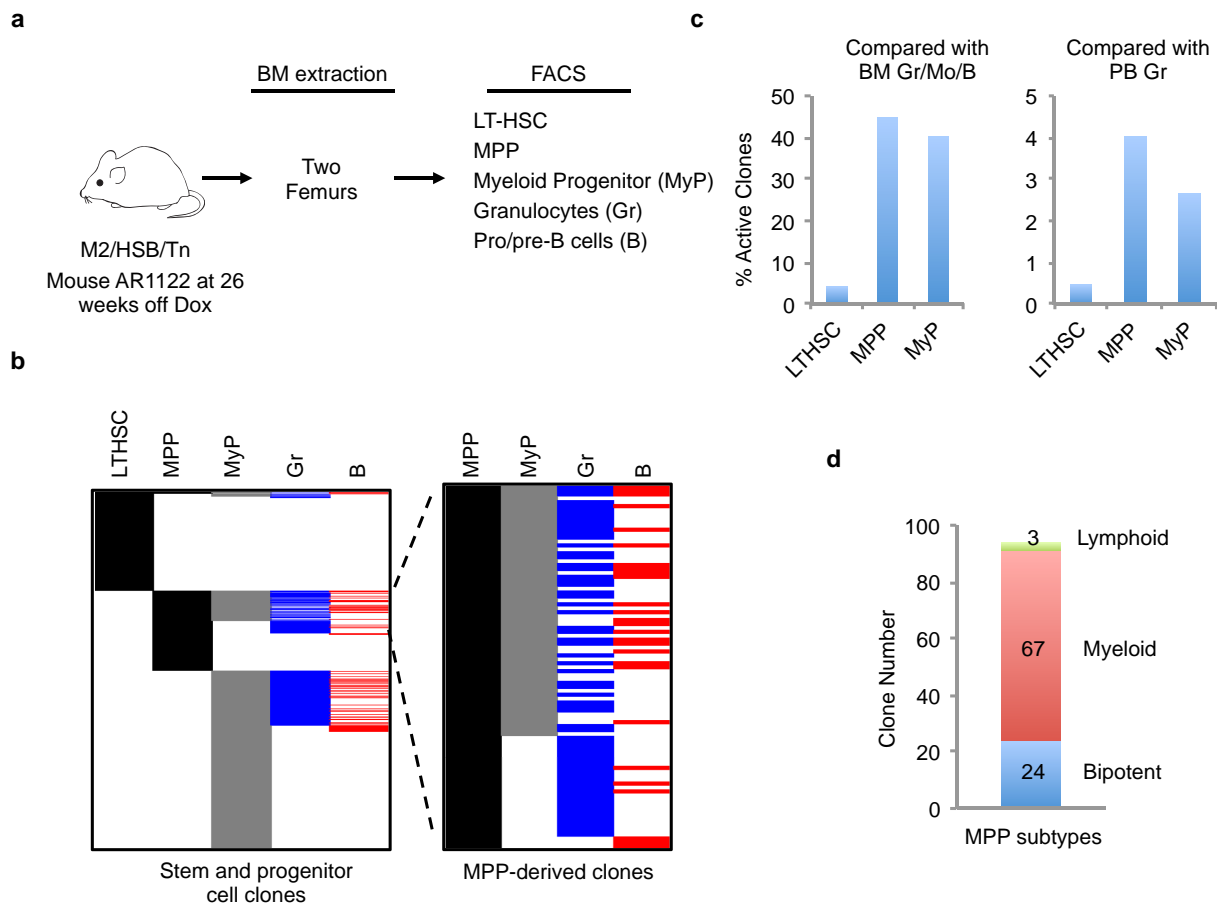 a
BM extraction
FACS
LT-HSC
MPP
Myeloid Progenitor (MyP)
Granulocytes (Gr)
Pro/pre-B cells (B)
Two
Femurs
M2/HSB/Tn
Mouse AR1122 at 26
weeks off Dox
b
LTHSC
MPP
MyP
Gr
B
Stem and progenitor
cell clones
MPP
MyP
Gr
B
MPP-derived clones
c
Compared with
BM Gr/Mo/B
% Active Clones
50
40
30
20
10
0
LTHSC
MPP
MyP
Compared with
PB Gr
5
4
3
2
1
0
LTHSC
MPP
MyP
d
Clone Number
100
80
60
40
20
0
3
67
24
Lymphoid
Myeloid
Bipotent
MPP subtypes